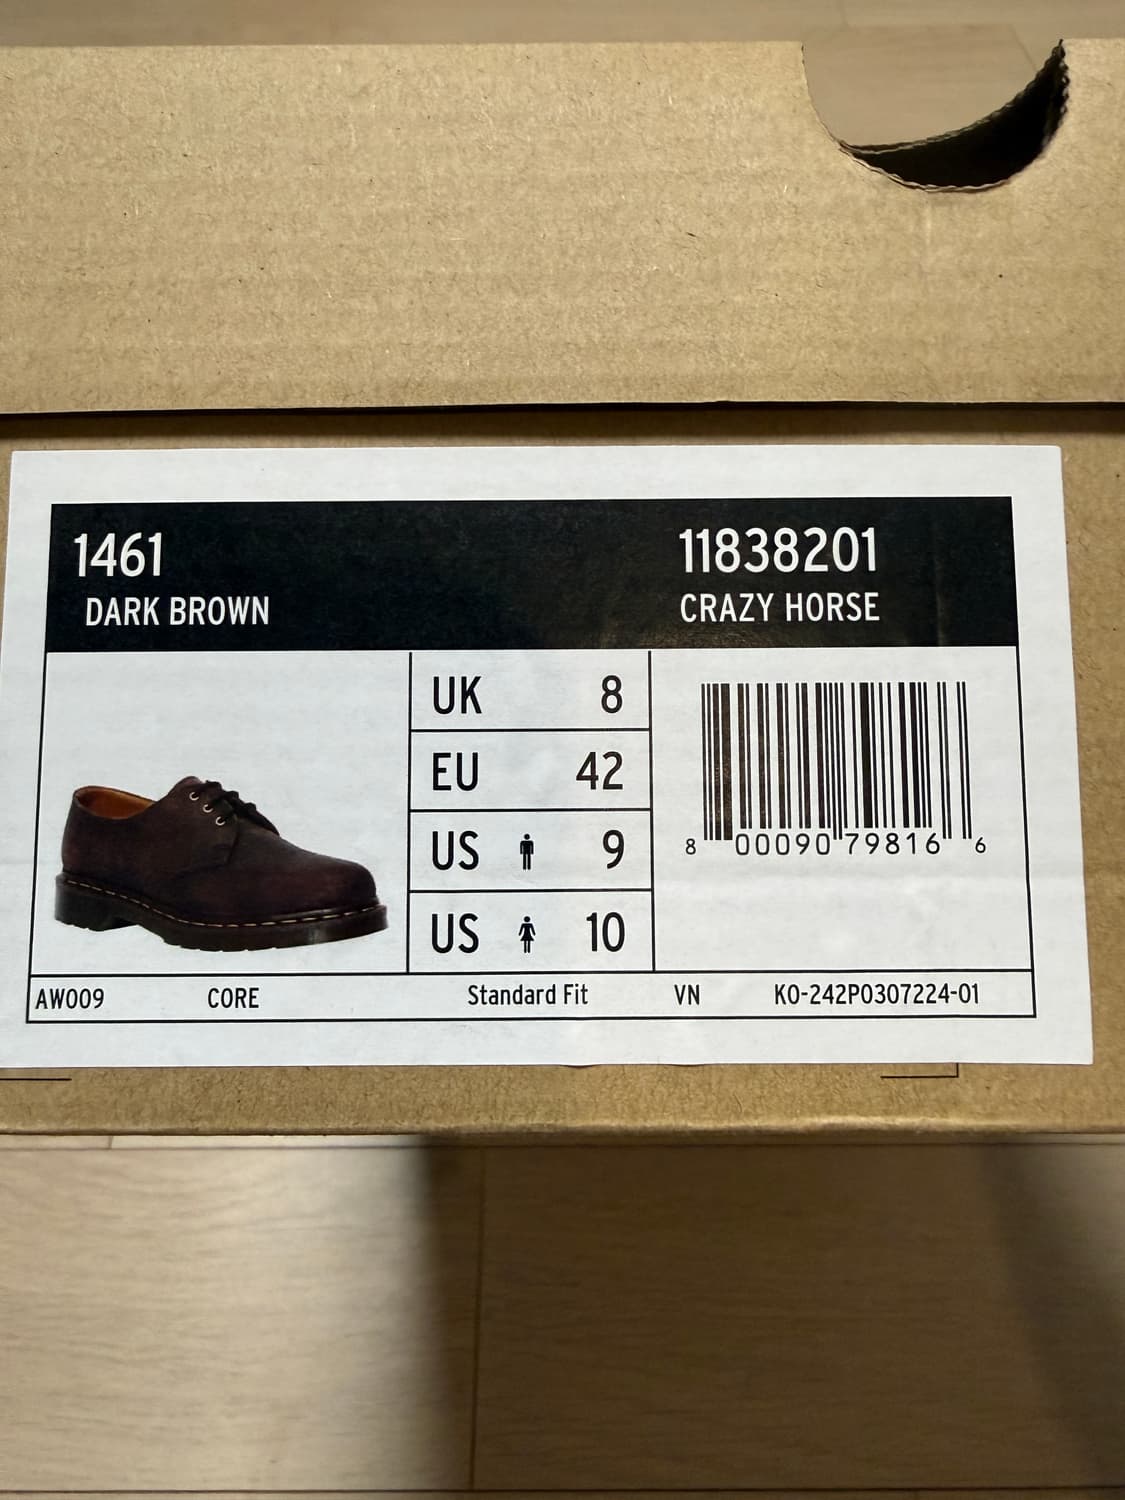 1461 11838201
DARK BROWN CRAZY HORSE
UK 8
EU 42
US 9
US 10
8 00090 79816 6
AW009 CORE Standard Fit VN KO-242P0307224-01